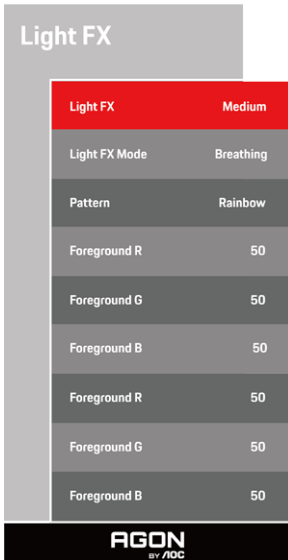 Light FX
Light FX Medium
Light FX Mode Breathing
Pattern Rainbow
Foreground R 50
Foreground G 50
Foreground B 50
Foreground R 50
Foreground G 50
Foreground B 50
AGON
BY AOC